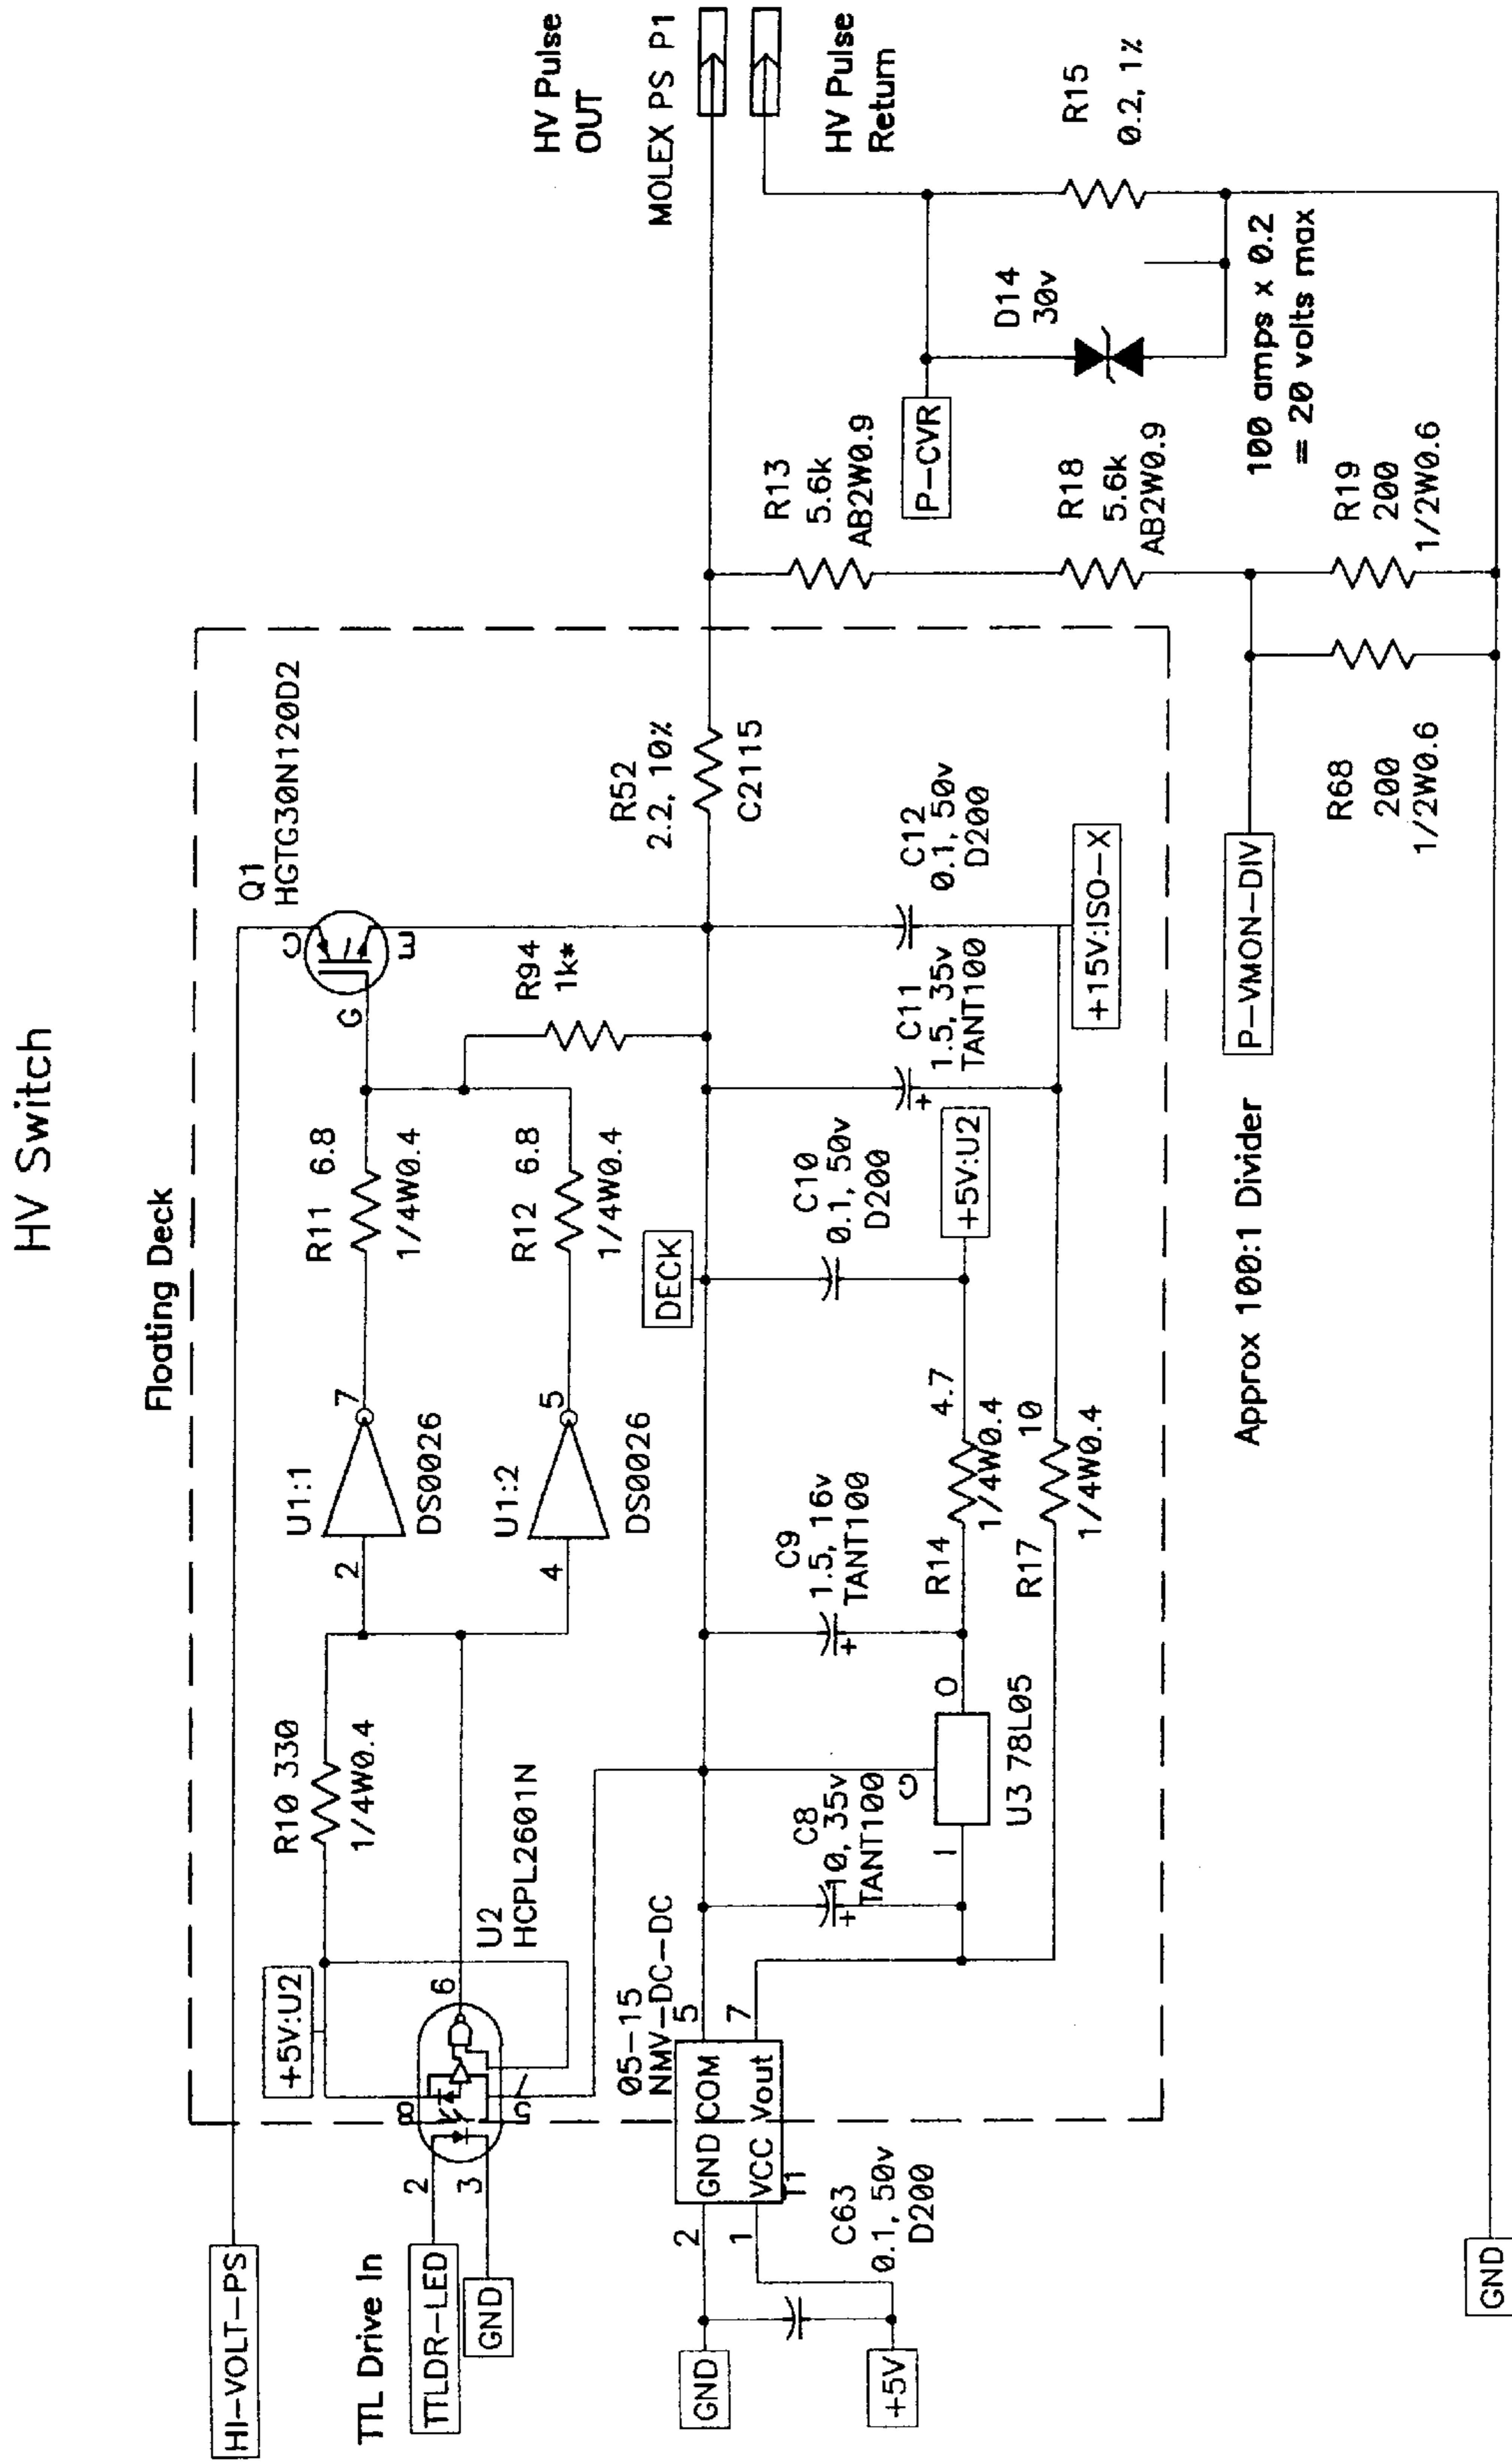 HV Switch
Floating Deck
HI-VOLT-PS
Q1
HGTG30N120D2
C
E
G
+5V:U2
R10 330
1/4W0.4
U1:1
2
7
DS0026
R11 6.8
1/4W0.4
TTL Drive In
TTLDR-LED
GND
2
3
8
5
6
U2
HCPL2601N
U1:2
4
5
DS0026
R12 6.8
1/4W0.4
R94
1k*
HV Pulse
OUT
MOLEX PS P1
HV Pulse
Return
R52
2.2, 10%
C2115
05-15
NMV-DC-DC
GND
2
GND COM
5
1
VCC Vout
7
T1
+5V
C63
0.1, 50v
D200
C8
10, 35v
TANT100
G
I
O
U3 78L05
C9
1.5, 16v
TANT100
DECK
C10
0.1, 50v
D200
R14
4.7
1/4W0.4
+5V:U2
R17
10
1/4W0.4
C11
1.5, 35v
TANT100
C12
0.1, 50v
D200
+15V:ISO-X
R13
5.6k
AB2W0.9
P-CVR
D14
30v
R15
0.2, 1%
R18
5.6k
AB2W0.9
100 amps x 0.2
= 20 volts max
Approx 100:1 Divider
P-VMON-DIV
R68
200
1/2W0.6
R19
200
1/2W0.6
GND